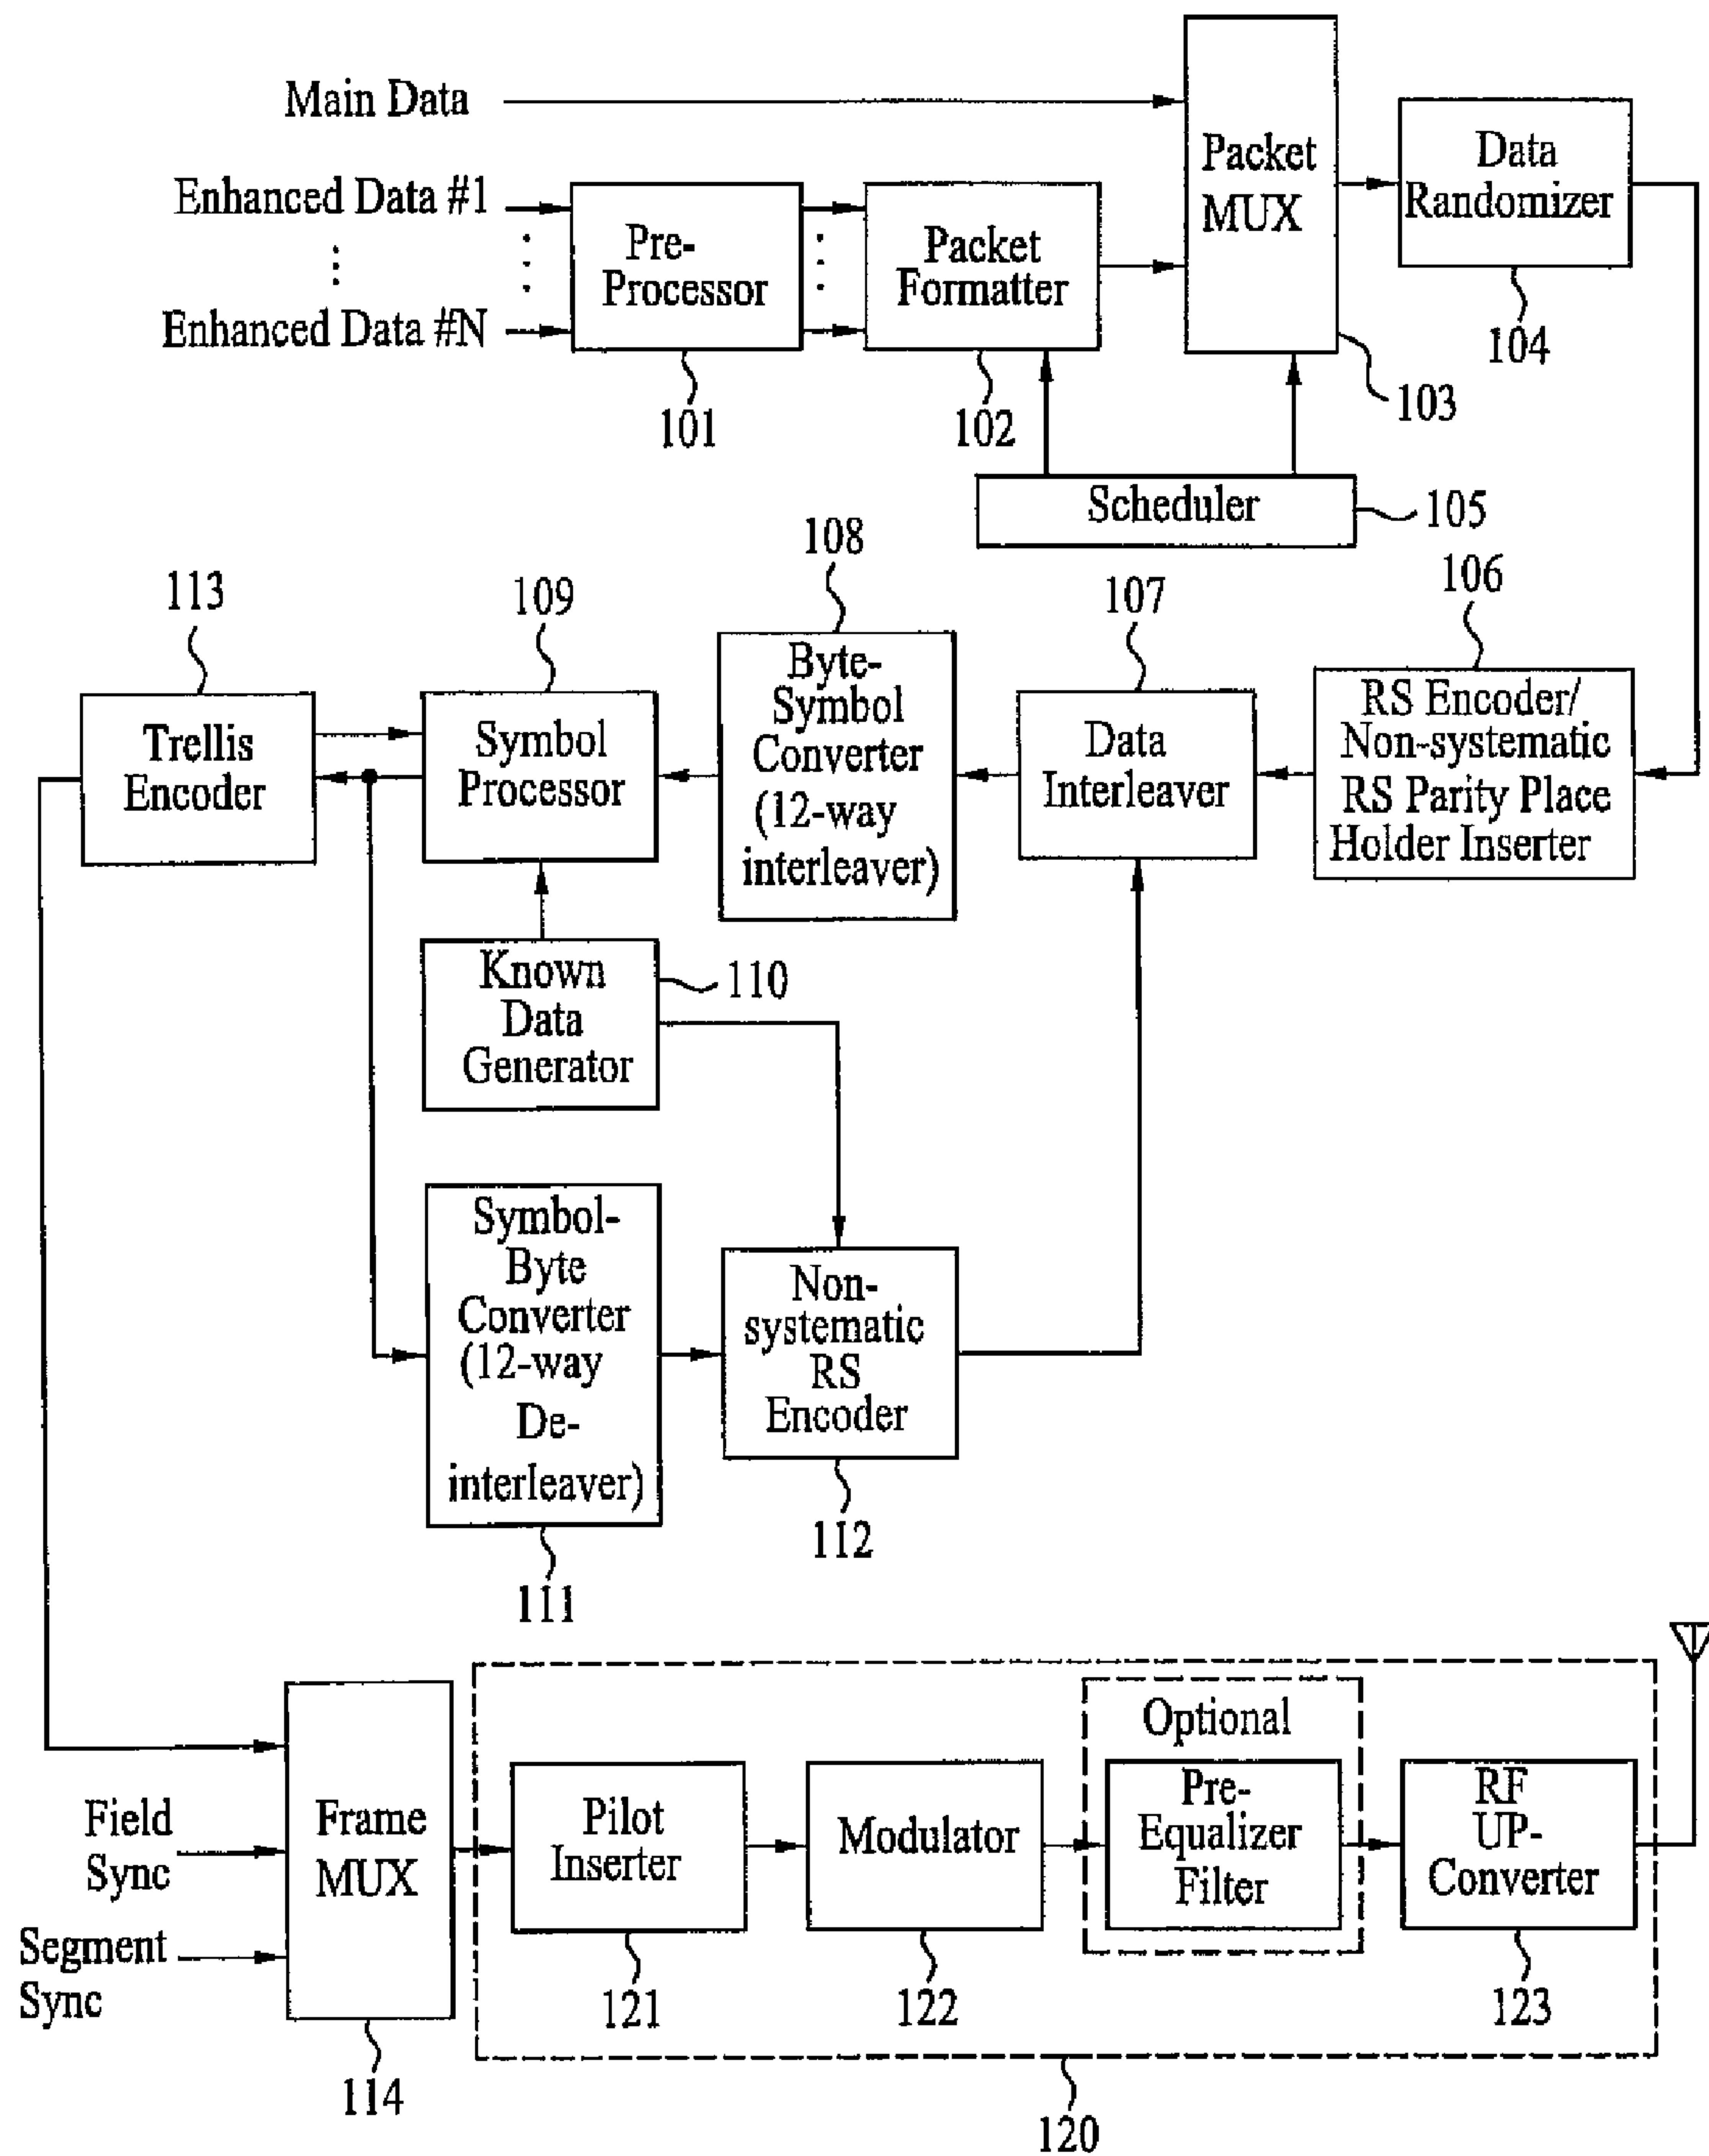 Main Data
Enhanced Data #1
Enhanced Data #N
Pre-
Processor
101
Packet
Formatter
102
Packet
MUX
103
Data
Randomizer
104
Scheduler
105
113
Trellis
Encoder
109
Symbol
Processor
108
Byte-
Symbol
Converter
(12-way
interleaver)
107
Data
Interleaver
106
RS Encoder/
Non-systematic
RS Parity Place
Holder Inserter
Known
Data
Generator
110
Symbol-
Byte
Converter
(12-way
De-
interleaver)
111
Non-
systematic
RS
Encoder
112
Field
Sync
Segment
Sync
Frame
MUX
114
Pilot
Inserter
121
Modulator
122
Optional
Pre-
Equalizer
Filter
RF
UP-
Converter
123
120